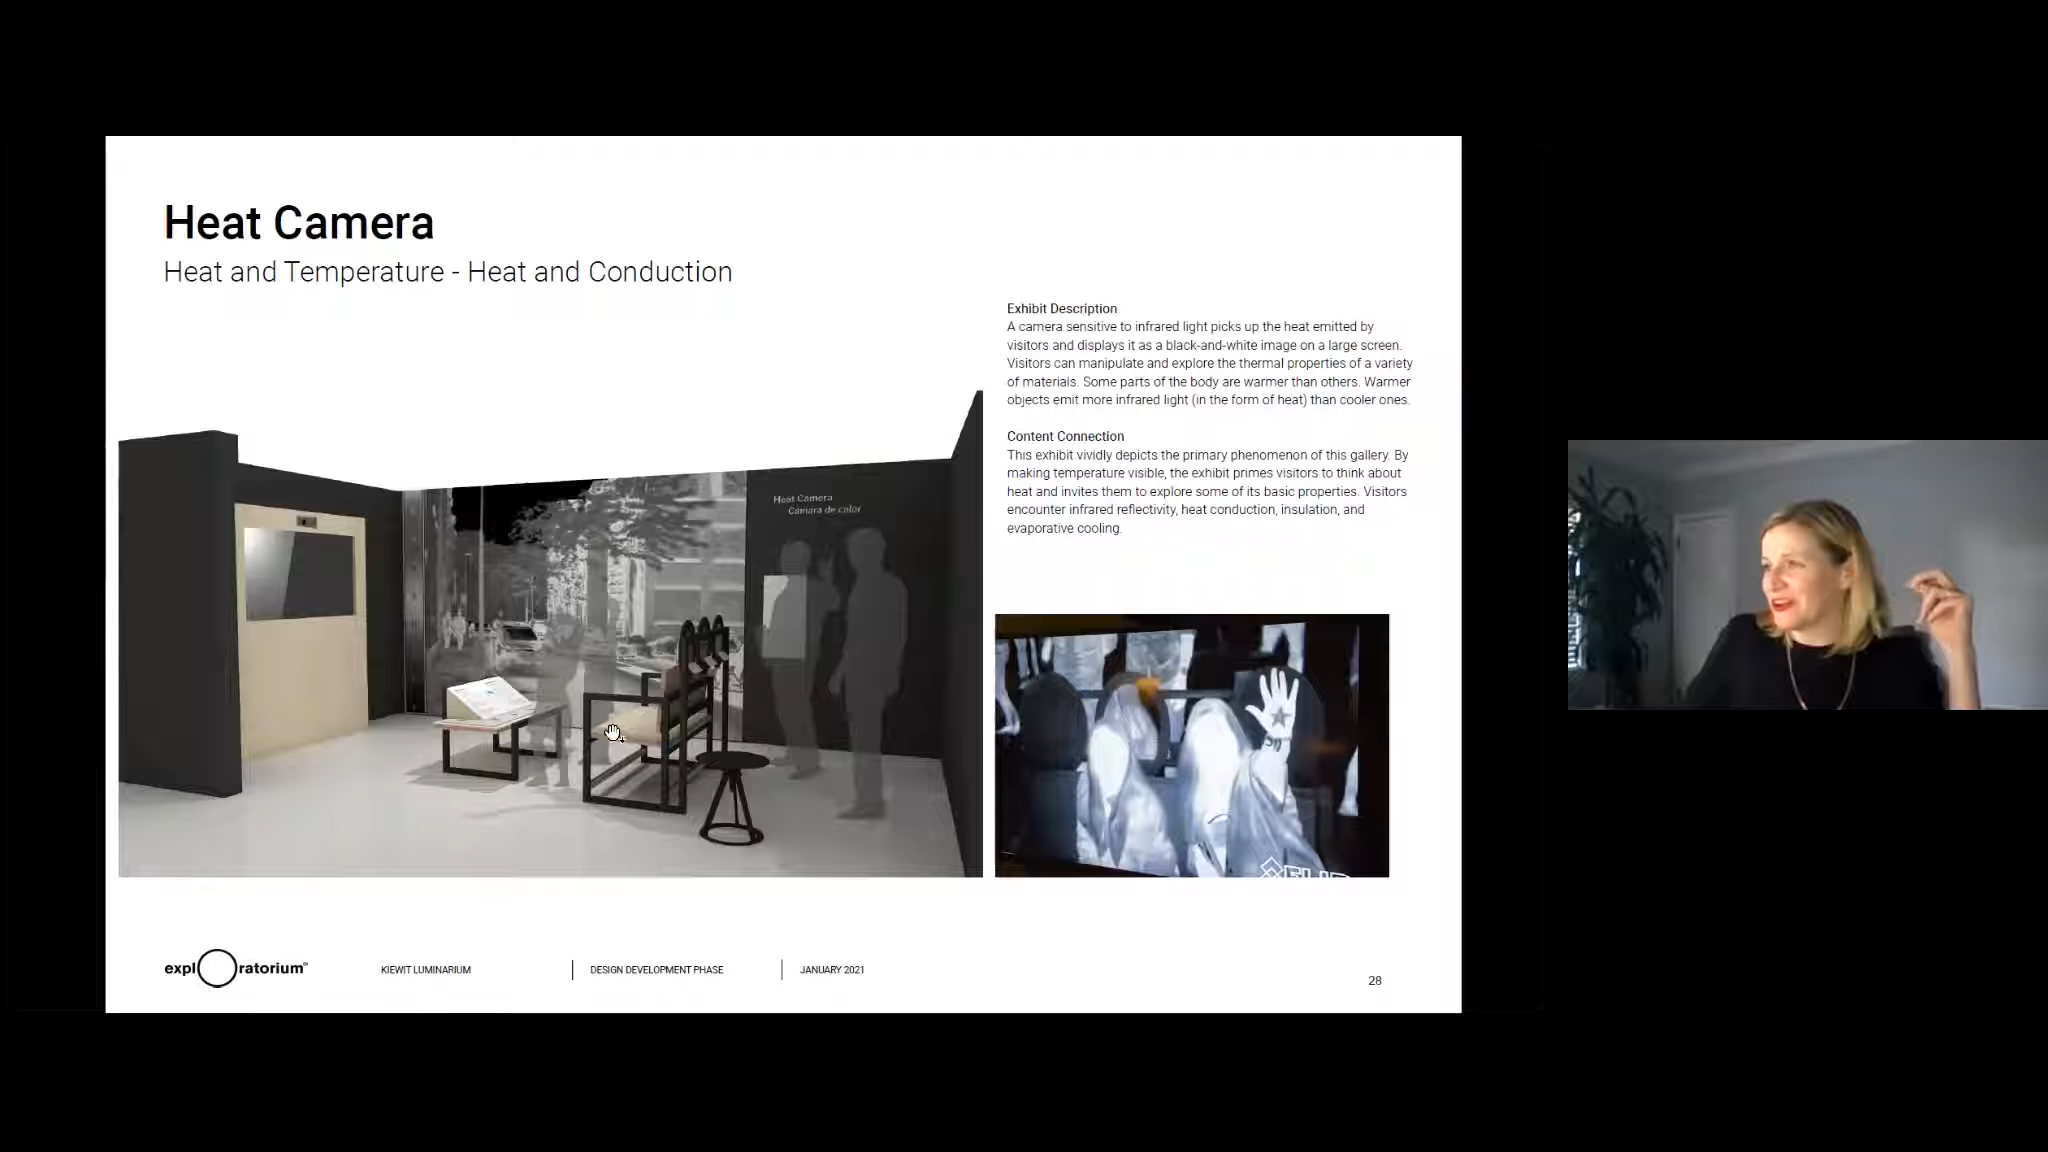 Heat Camera
Heat and Temperature - Heat and Conduction
Exhibit Description
A camera sensitive to infrared light picks up the heat emitted by
visitors and displays it as a black-and-white image on a large screen.
Visitors can manipulate and explore the thermal properties of a variety
of materials. Some parts of the body are warmer than others. Warmer
objects emit more infrared light (in the form of heat) than cooler ones.
Content Connection
This exhibit vividly depicts the primary phenomenon of this gallery. By
making temperature visible, the exhibit primes visitors to think about
heat and invites them to explore some of its basic properties. Visitors
encounter infrared reflectivity, heat conduction, insulation, and
evaporative cooling.
Heat Camera
Cámara de calor
explOratorium®
KIEWIT LUMINARIUM
DESIGN DEVELOPMENT PHASE
JANUARY 2021
28